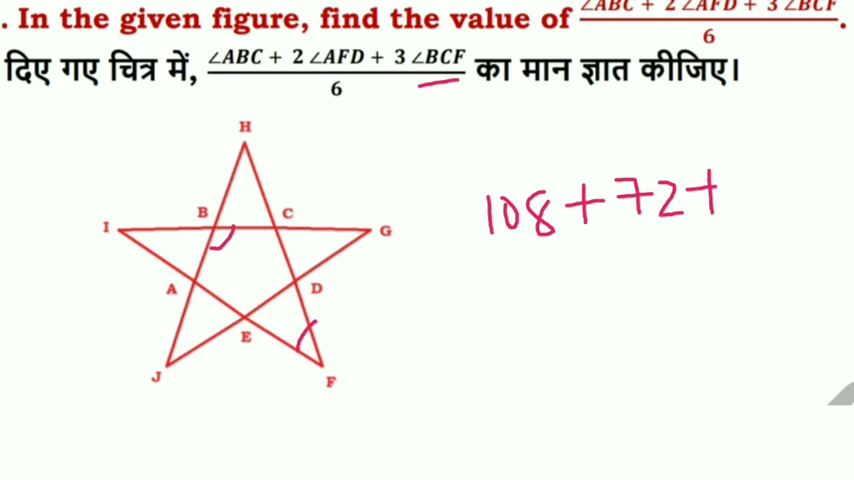 . In the given figure, find the value of (∠ABC + 2 ∠AFD + 3 ∠BCF)/6 .
दिए गए चित्र में, (∠ABC + 2 ∠AFD + 3 ∠BCF)/6 का मान ज्ञात कीजिए।
H
B C
I G
108+72+
A D
E
J F